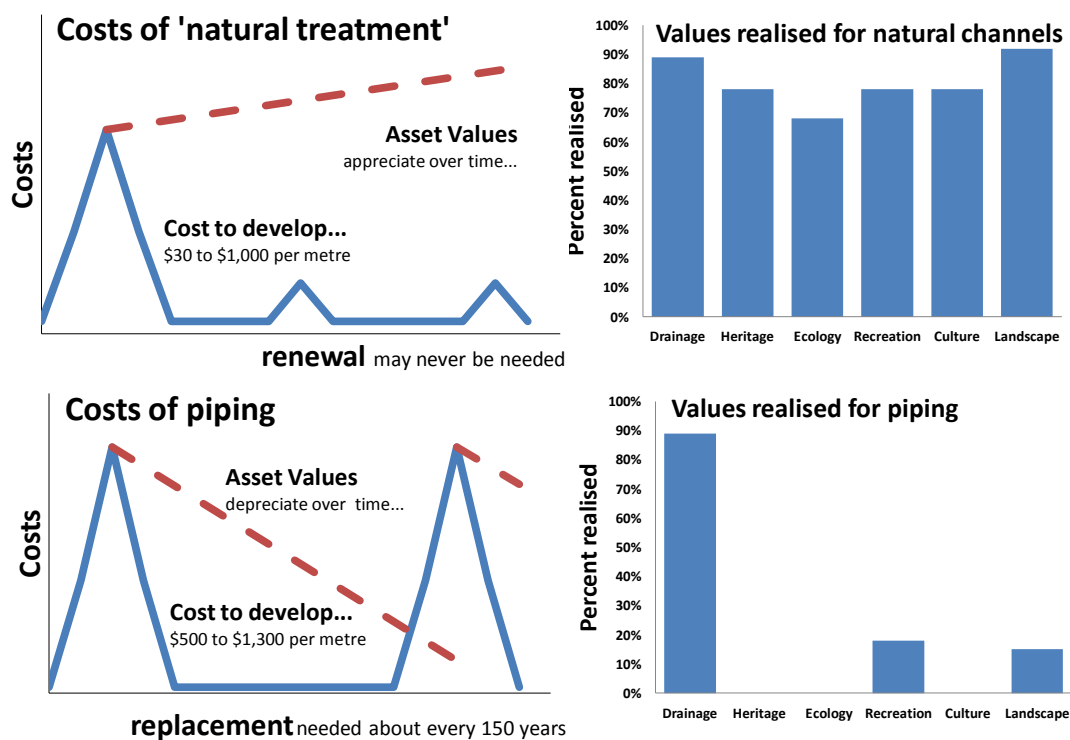 Costs of 'natural treatment'
Costs
Asset Values
appreciate over time...
Cost to develop...
$30 to $1,000 per metre
renewal may never be needed
Values realised for natural channels
Percent realised
100%
90%
80%
70%
60%
50%
40%
30%
20%
10%
0%
Drainage Heritage Ecology Recreation Culture Landscape
Costs of piping
Costs
Asset Values
depreciate over time...
Cost to develop...
$500 to $1,300 per metre
replacement needed about every 150 years
Values realised for piping
Percent realised
100%
90%
80%
70%
60%
50%
40%
30%
20%
10%
0%
Drainage Heritage Ecology Recreation Culture Landscape